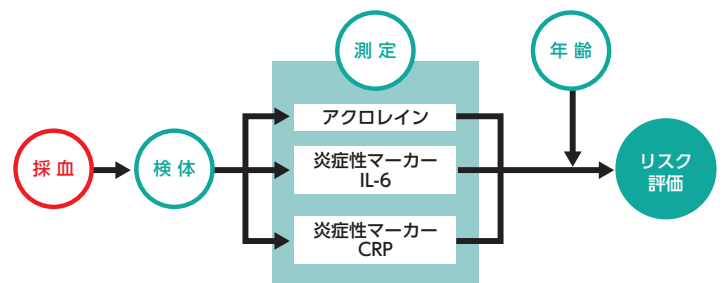 測定
年齢
採血
検体
アクロレイン
炎症性マーカー
IL-6
炎症性マーカー
CRP
リスク
評価